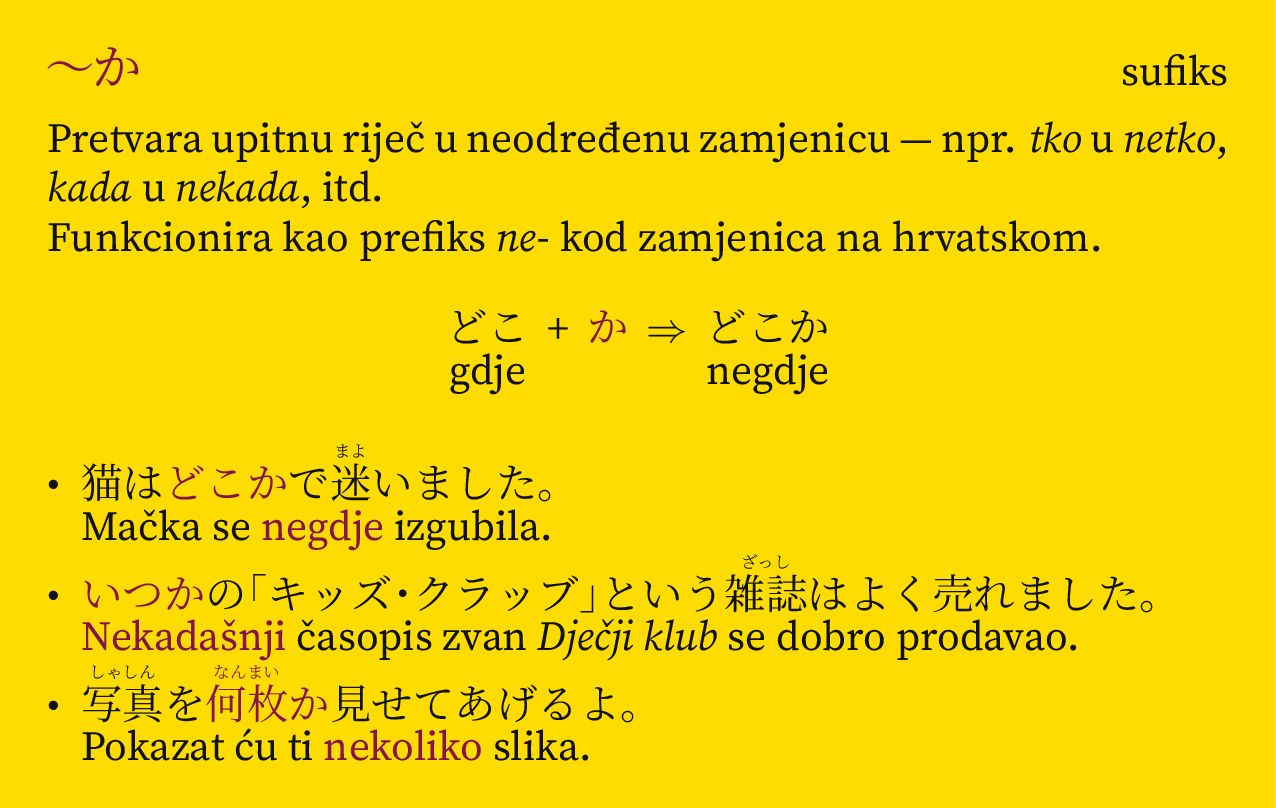 〜か sufiks
Pretvara upitnu riječ u neodređenu zamjenicu — npr. tko u netko,
kada u nekada, itd.
Funkcionira kao prefiks ne- kod zamjenica na hrvatskom.
どこ + か ⇒ どこか
gdje negdje
まよ
• 猫はどこかで迷いました。
Mačka se negdje izgubila.
ざっし
• いつかの「キッズ・クラッブ」という雑誌はよく売れました。
Nekadašnji časopis zvan Dječji klub se dobro prodavao.
しゃしん なんまい
• 写真を何枚か見せてあげるよ。
Pokazat ću ti nekoliko slika.